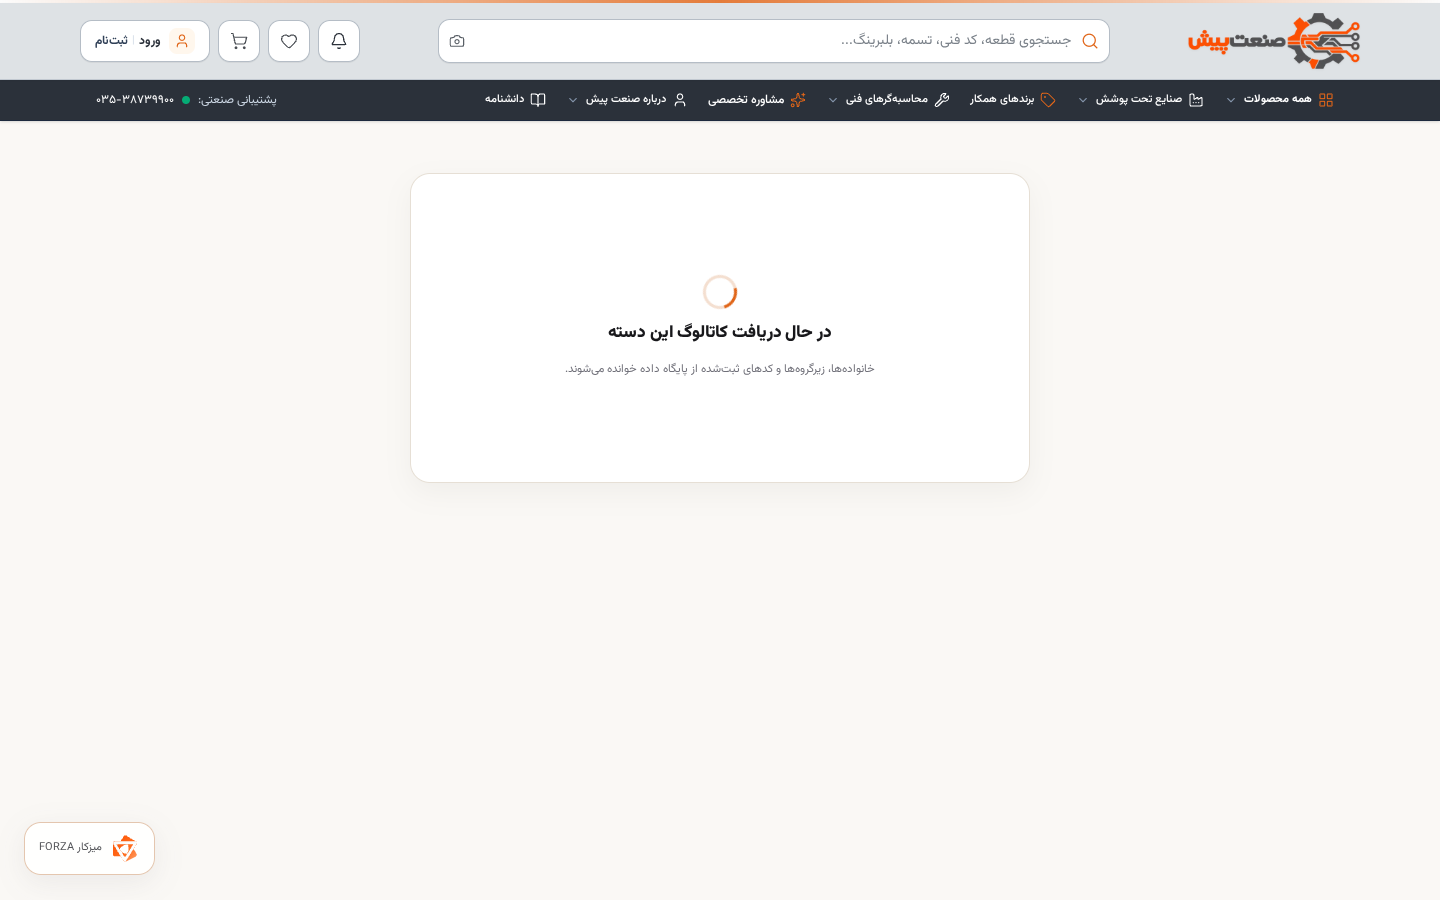 صنعت‌پیش
جستجوی قطعه، کد فنی، تسمه، بلبرینگ...
ورود | ثبت‌نام
همه محصولات
صنایع تحت پوشش
برندهای همکار
محاسبه‌گرهای فنی
مشاوره تخصصی
درباره صنعت پیش
دانشنامه
پشتیبانی صنعتی: ۰۳۵-۳۸۷۳۹۹۰۰
در حال دریافت کاتالوگ این دسته
خانواده‌ها، زیرگروه‌ها و کدهای ثبت‌شده از پایگاه داده خوانده می‌شوند.
میزکار FORZA